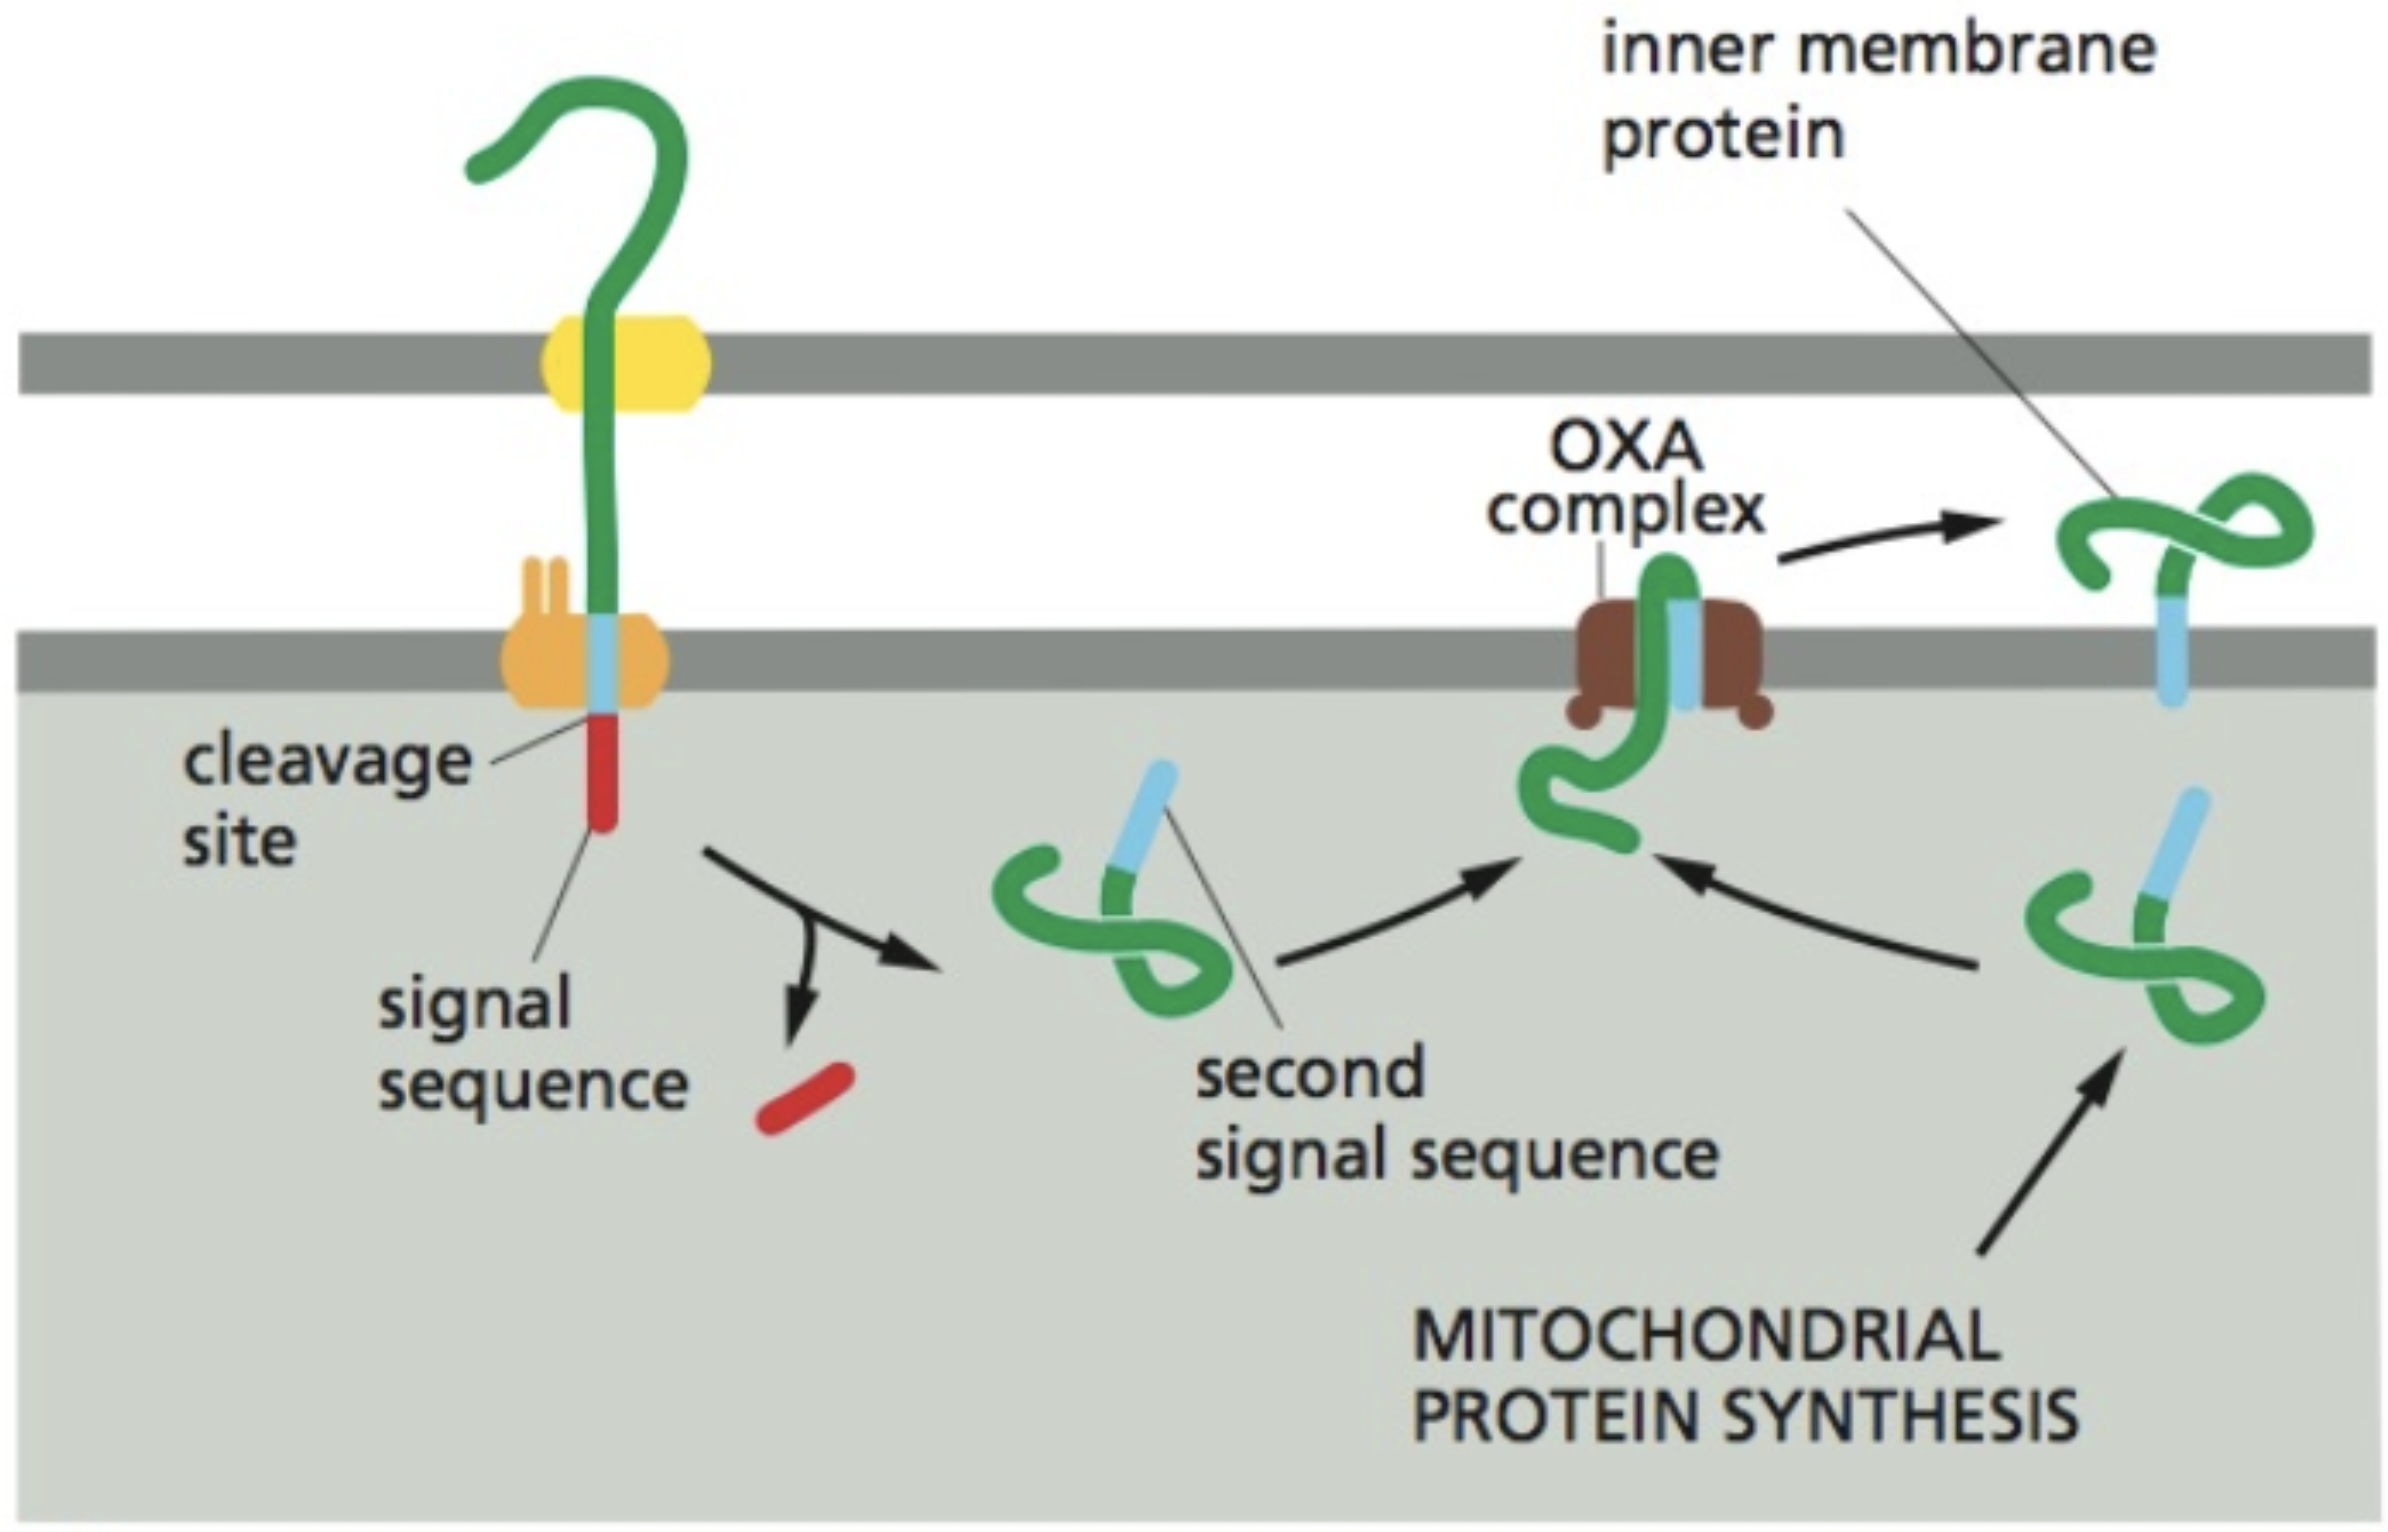 inner membrane
protein
OXA
complex
cleavage
site
signal
sequence
second
signal sequence
MITOCHONDRIAL
PROTEIN SYNTHESIS